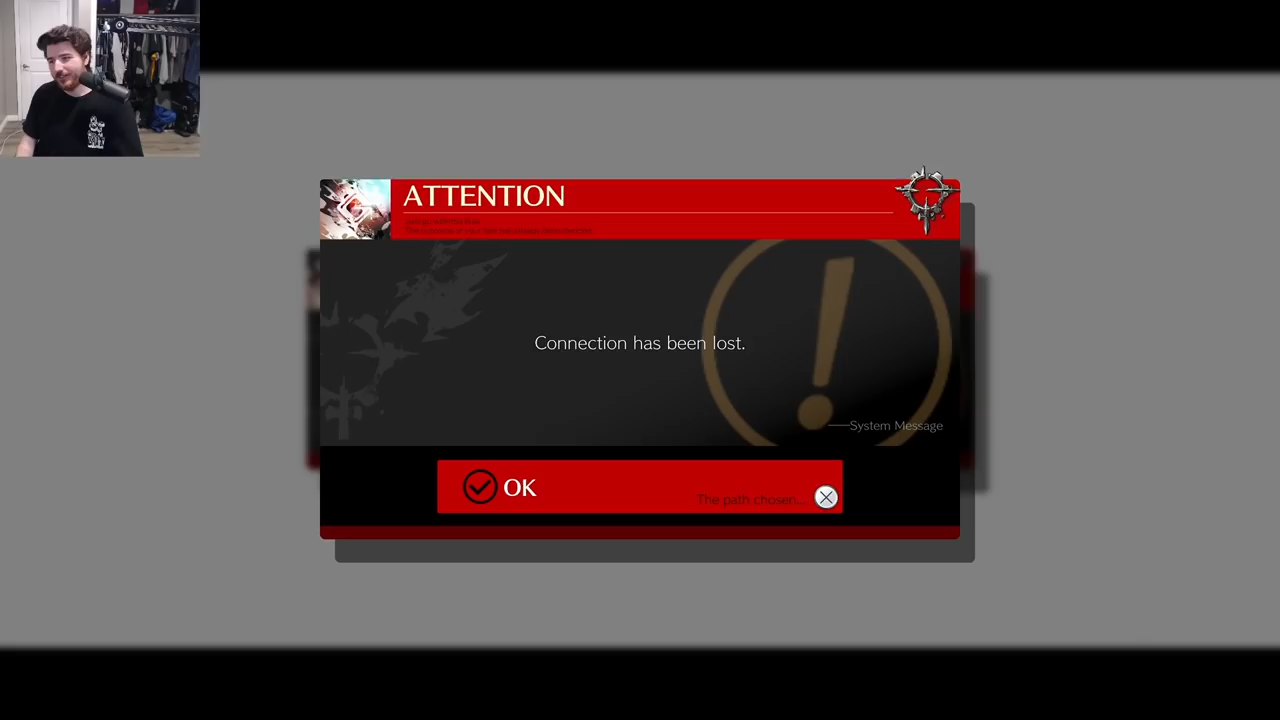 ATTENTION
Connection has been lost.
System Message
OK
The path chosen...